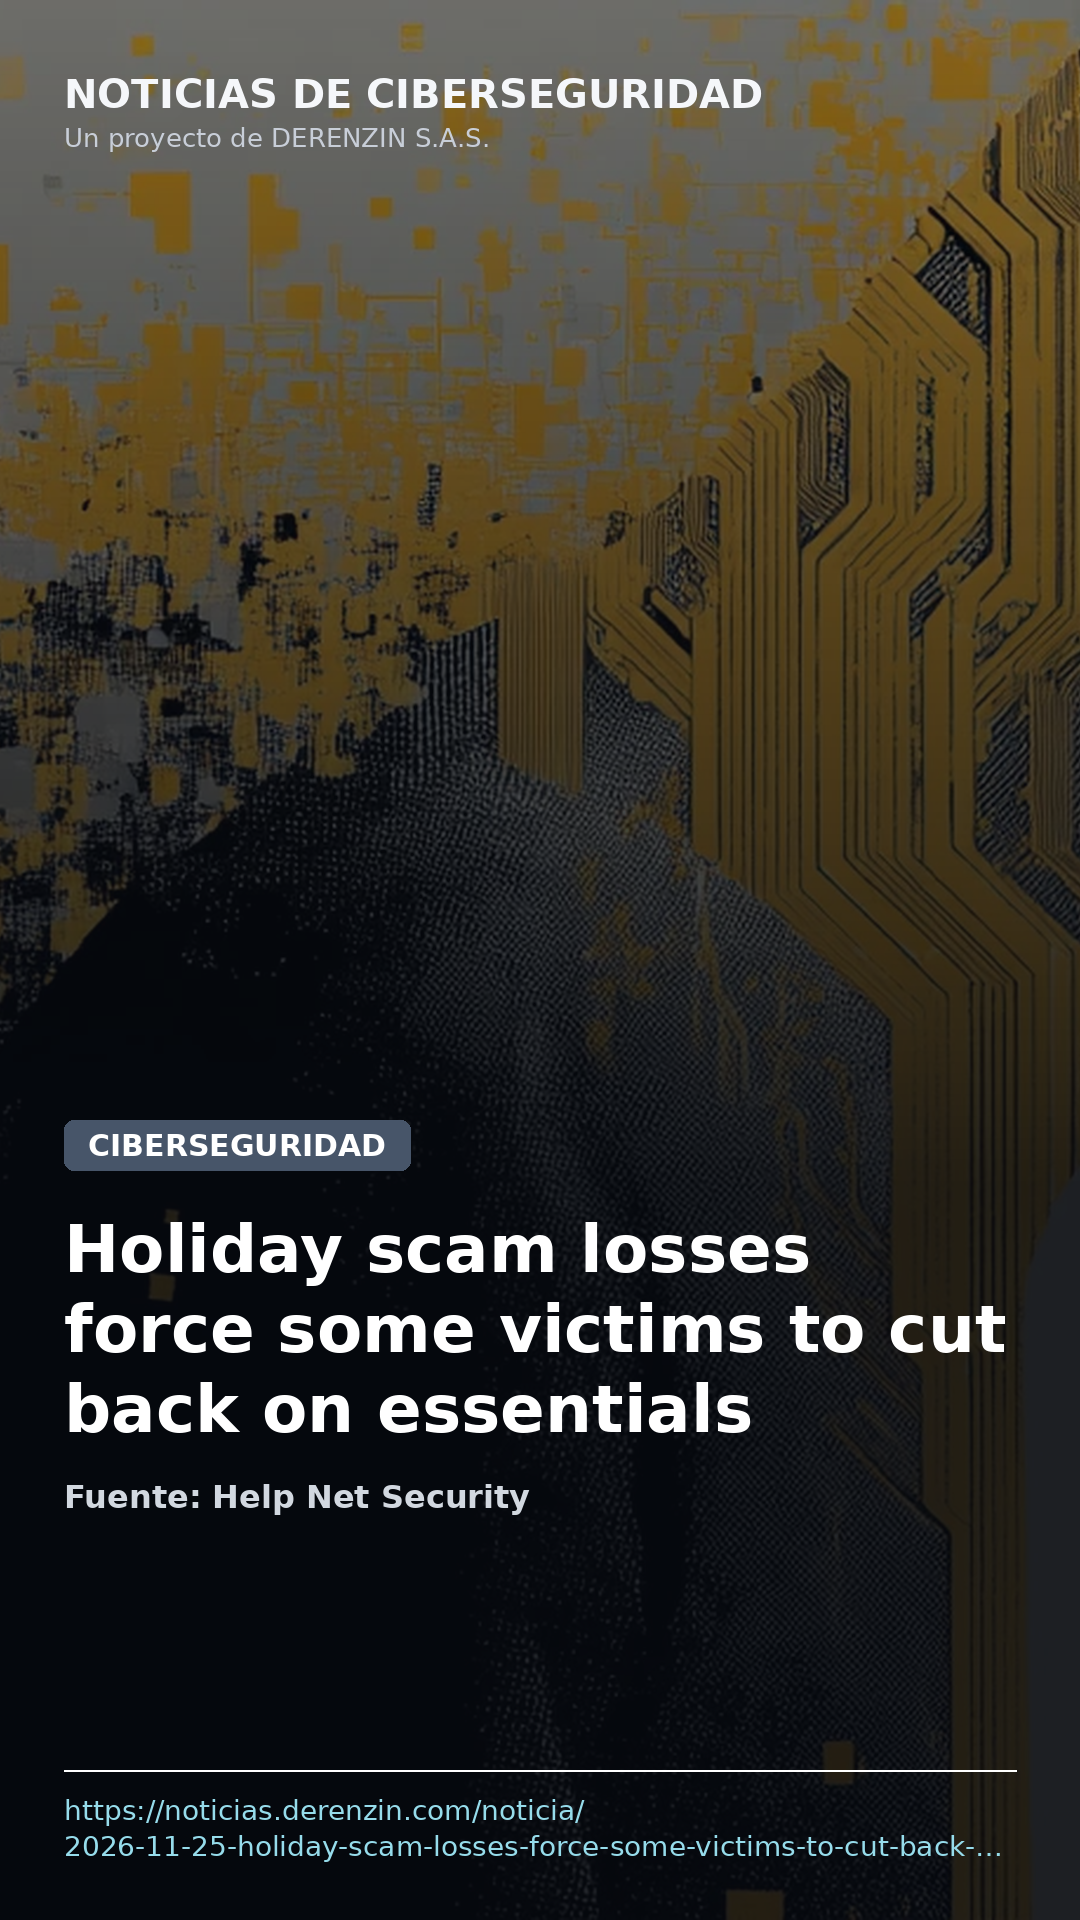 NOTICIAS DE CIBERSEGURIDAD
Un proyecto de DERENZIN S.A.S.
CIBERSEGURIDAD
Holiday scam losses
force some victims to cut
back on essentials
Fuente: Help Net Security
https://noticias.derenzin.com/noticia/
2026-11-25-holiday-scam-losses-force-some-victims-to-cut-back-...